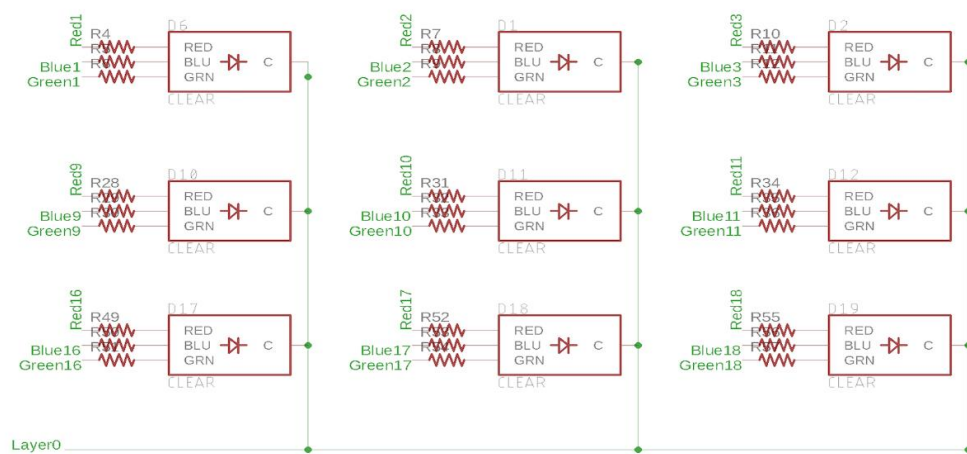 D6 D1 D2
Red1 R4 RED Red2 R7 RED Red3 R10 RED
Blue1 BLU C Blue2 BLU C Blue3 BLU C
Green1 GRN Green2 GRN Green3 GRN
CLEAR CLEAR CLEAR
D10 D11 D12
Red9 R28 RED Red10 R31 RED Red11 R34 RED
Blue9 BLU C Blue10 BLU C Blue11 BLU C
Green9 GRN Green10 GRN Green11 GRN
CLEAR CLEAR CLEAR
D17 D18 D19
Red16 R49 RED Red17 R52 RED Red18 R55 RED
Blue16 BLU C Blue17 BLU C Blue18 BLU C
Green16 GRN Green17 GRN Green18 GRN
CLEAR CLEAR CLEAR
Layer0